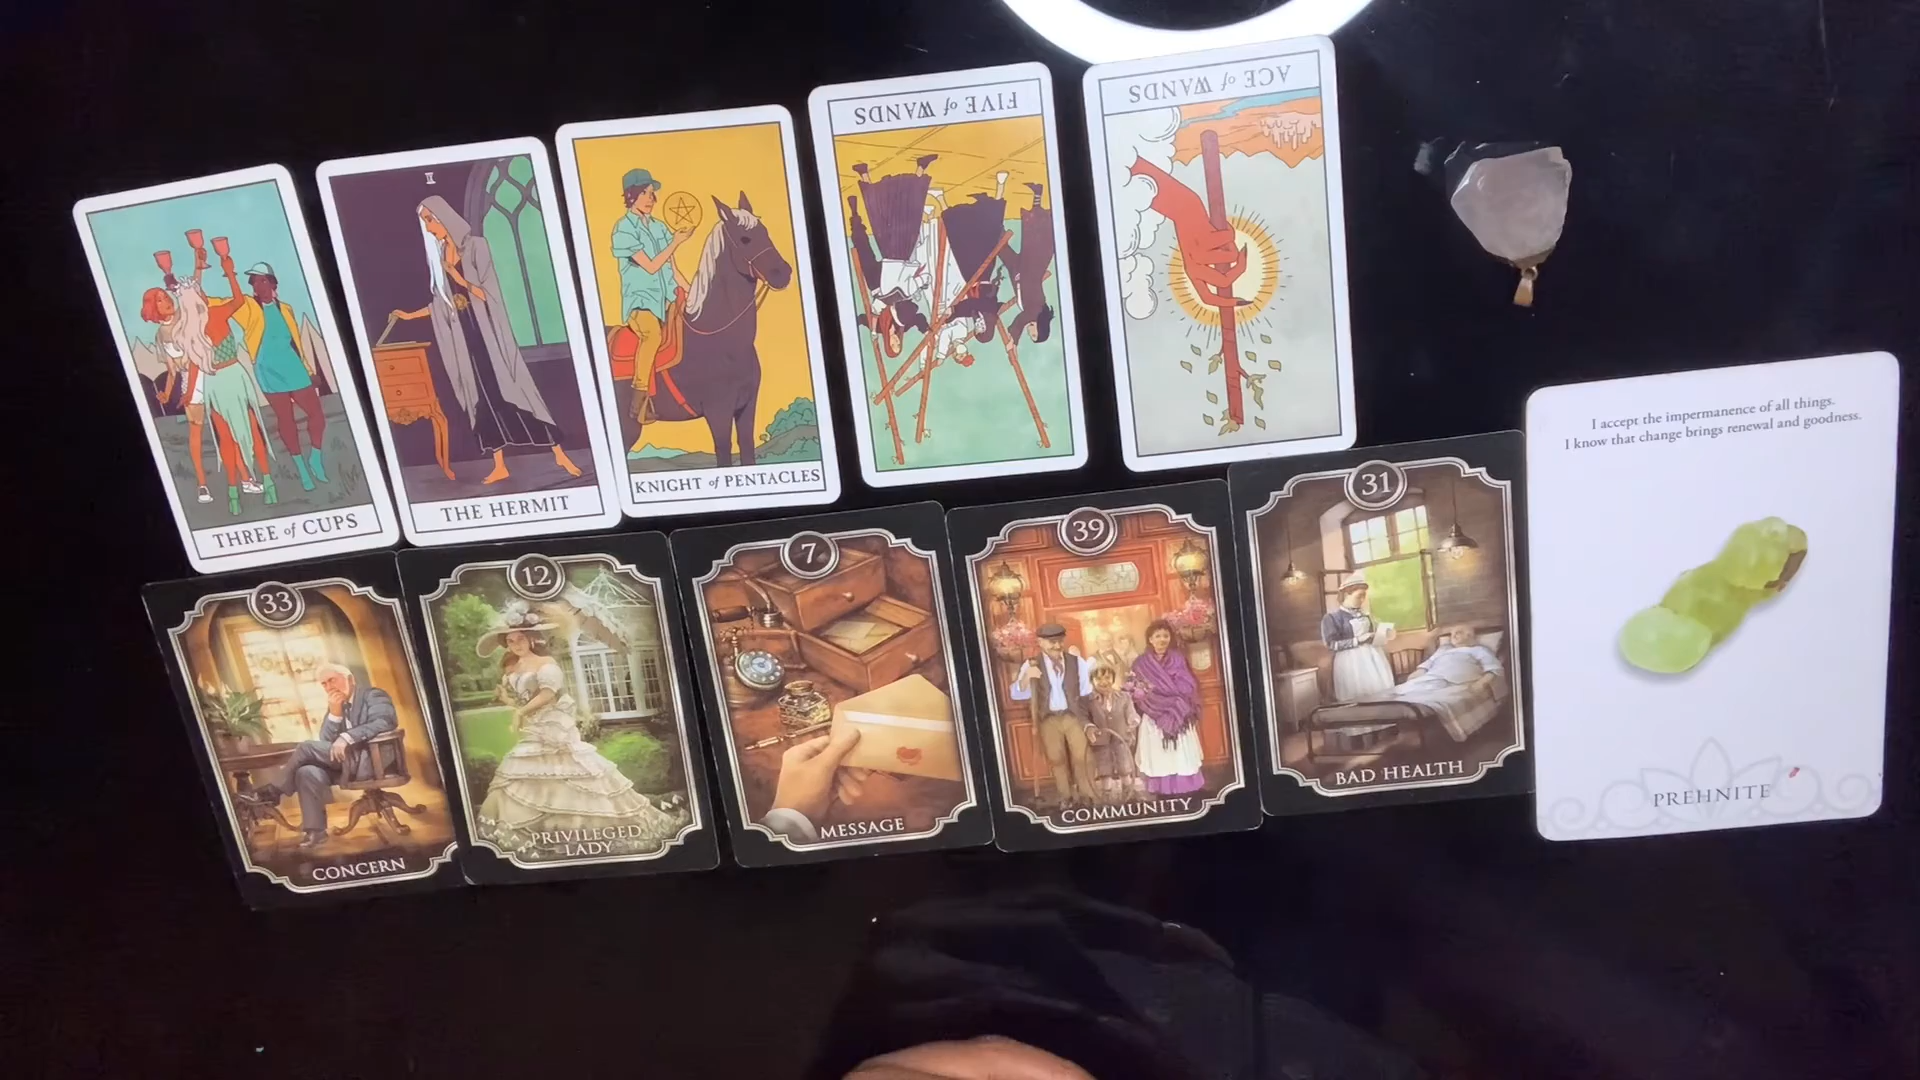 THREE of CUPS
II
THE HERMIT
KNIGHT of PENTACLES
FIVE of WANDS
ACE of WANDS
33
CONCERN
12
PRIVILEGED
LADY
7
MESSAGE
39
COMMUNITY
31
BAD HEALTH
I accept the impermanence of all things.
I know that change brings renewal and goodness.
PREHNITE